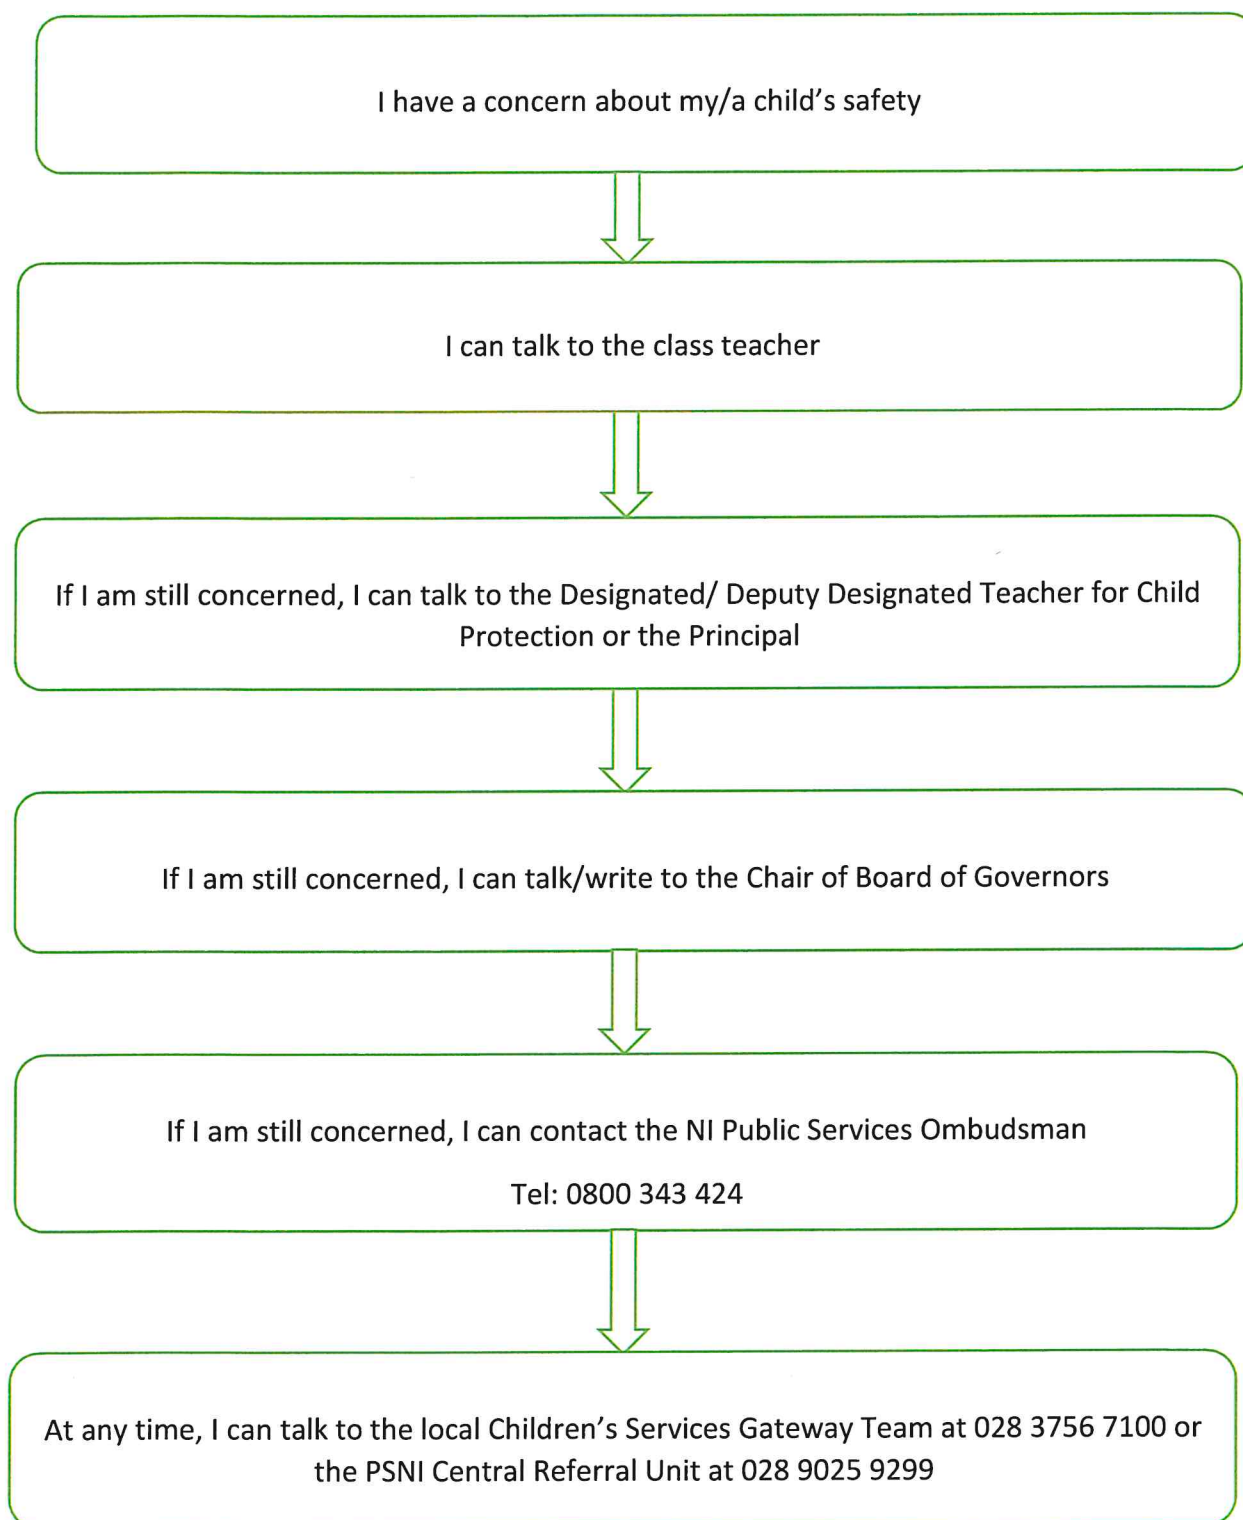 I have a concern about my/a child’s safety
I can talk to the class teacher
If I am still concerned, I can talk to the Designated/ Deputy Designated Teacher for Child
Protection or the Principal
If I am still concerned, I can talk/write to the Chair of Board of Governors
If I am still concerned, I can contact the NI Public Services Ombudsman
Tel: 0800 343 424
At any time, I can talk to the local Children’s Services Gateway Team at 028 3756 7100 or
the PSNI Central Referral Unit at 028 9025 9299